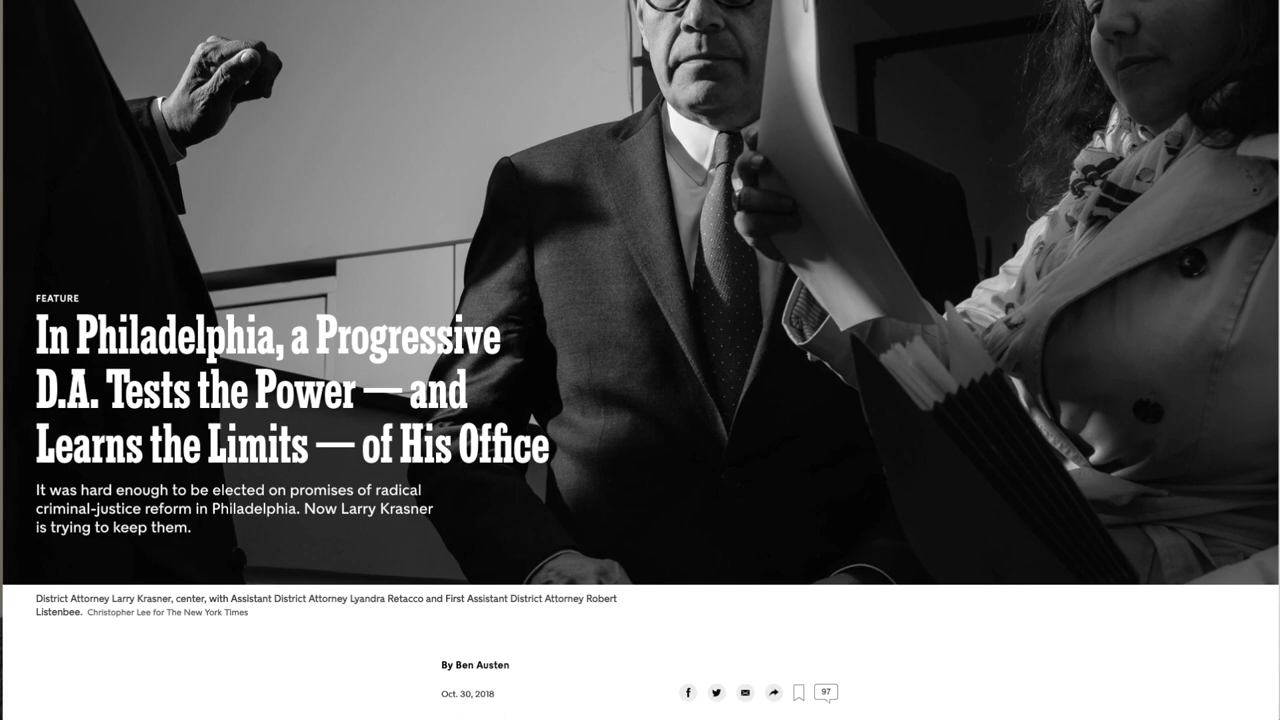 FEATURE
In Philadelphia, a Progressive
D.A. Tests the Power — and
Learns the Limits — of His Office
It was hard enough to be elected on promises of radical
criminal-justice reform in Philadelphia. Now Larry Krasner
is trying to keep them.
District Attorney Larry Krasner, center, with Assistant District Attorney Lyandra Retacco and First Assistant District Attorney Robert
Listenbee. Christopher Lee for The New York Times
By Ben Austen
Oct. 30, 2018
97